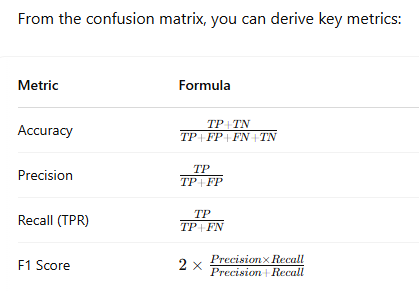 From the confusion matrix, you can derive key metrics:
Metric Formula
Accuracy \frac{TP+TN}{TP+FP+FN+TN}
Precision \frac{TP}{TP+FP}
Recall (TPR) \frac{TP}{TP+FN}
F1 Score 2 × \frac{Precision×Recall}{Precision+Recall}